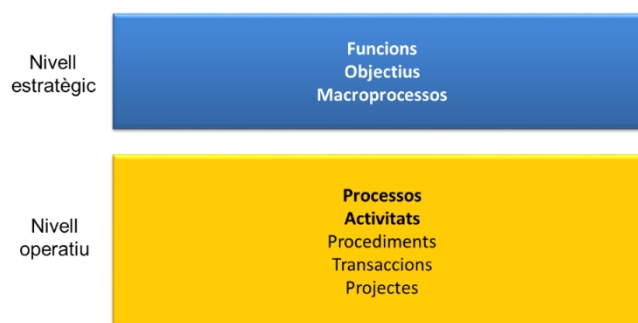 Nivell
estratègic
Funcions
Objectius
Macroprocessos
Nivell
operatiu
Processos
Activitats
Procediments
Transaccions
Projectes